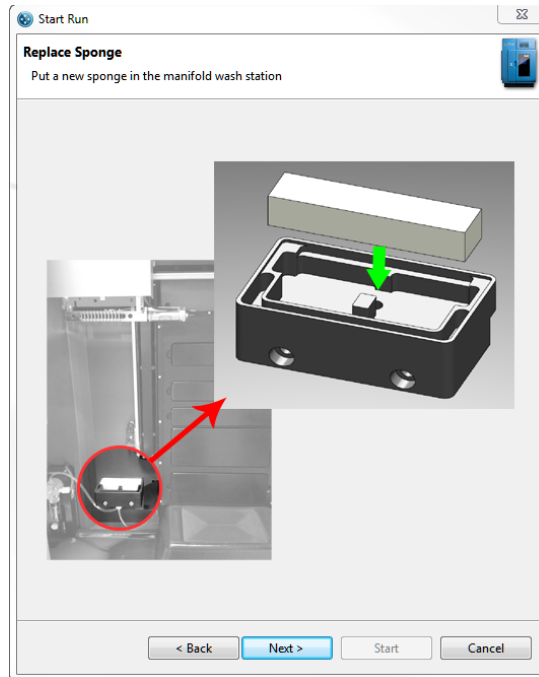 Start Run
Replace Sponge
Put a new sponge in the manifold wash station
< Back
Next >
Start
Cancel